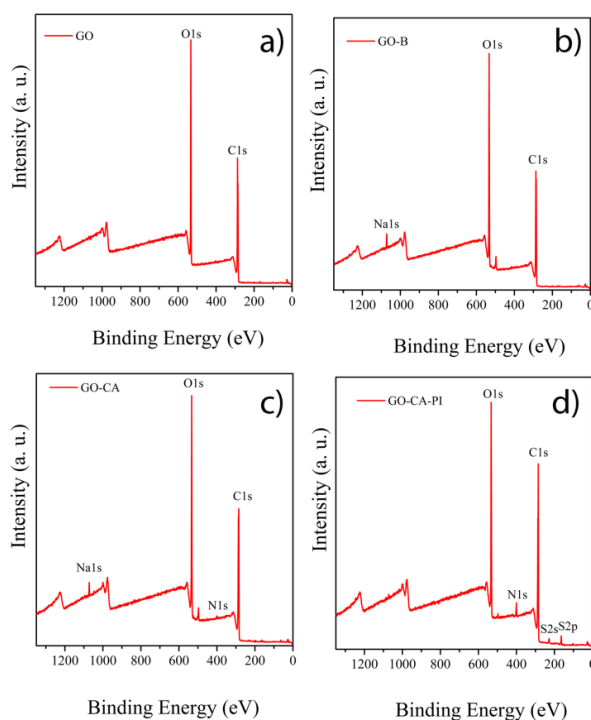 GO
a)
O1s
C1s
Intensity (a. u.)
1200 1000 800 600 400 200 0
Binding Energy (eV)
GO-B
b)
O1s
C1s
Na1s
Intensity (a. u.)
1200 1000 800 600 400 200 0
Binding Energy (eV)
GO-CA
c)
O1s
C1s
Na1s
N1s
Intensity (a. u.)
1200 1000 800 600 400 200 0
Binding Energy (eV)
GO-CA-PI
d)
O1s
C1s
N1s
S2s S2p
Intensity (a. u.)
1200 1000 800 600 400 200 0
Binding Energy (eV)